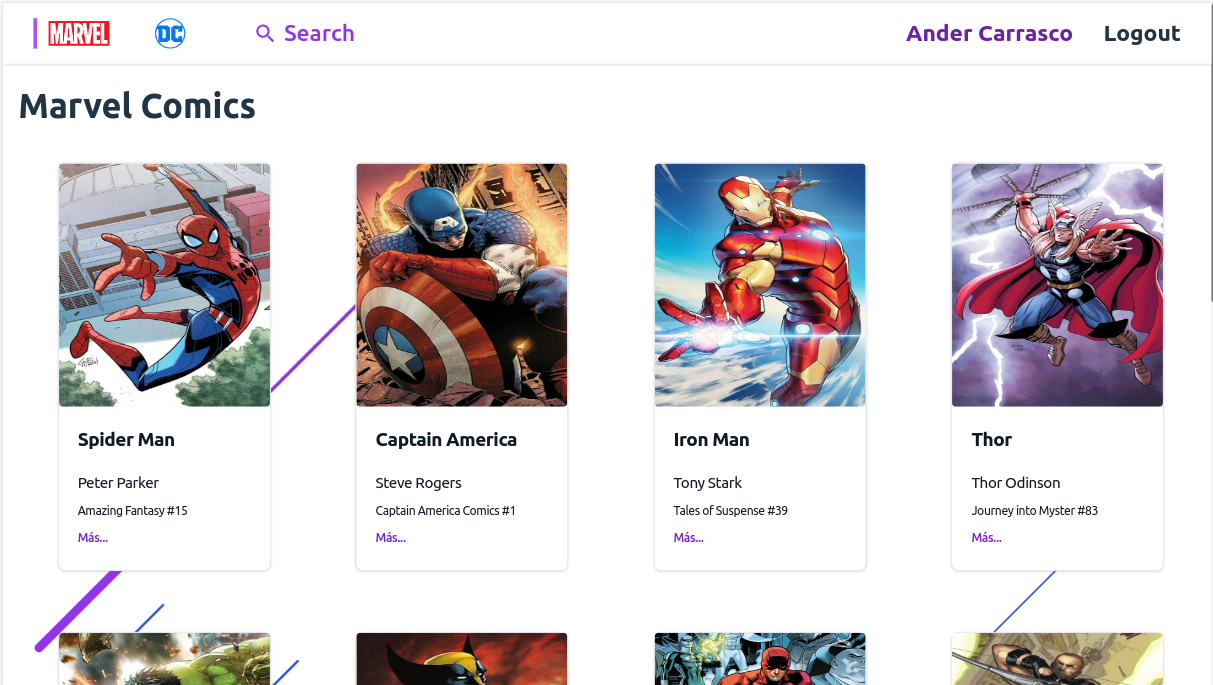 MARVEL
DC
Search
Ander Carrasco
Logout
Marvel Comics
Spider Man
Peter Parker
Amazing Fantasy #15
Más...
Captain America
Steve Rogers
Captain America Comics #1
Más...
Iron Man
Tony Stark
Tales of Suspense #39
Más...
Thor
Thor Odinson
Journey into Myster #83
Más...